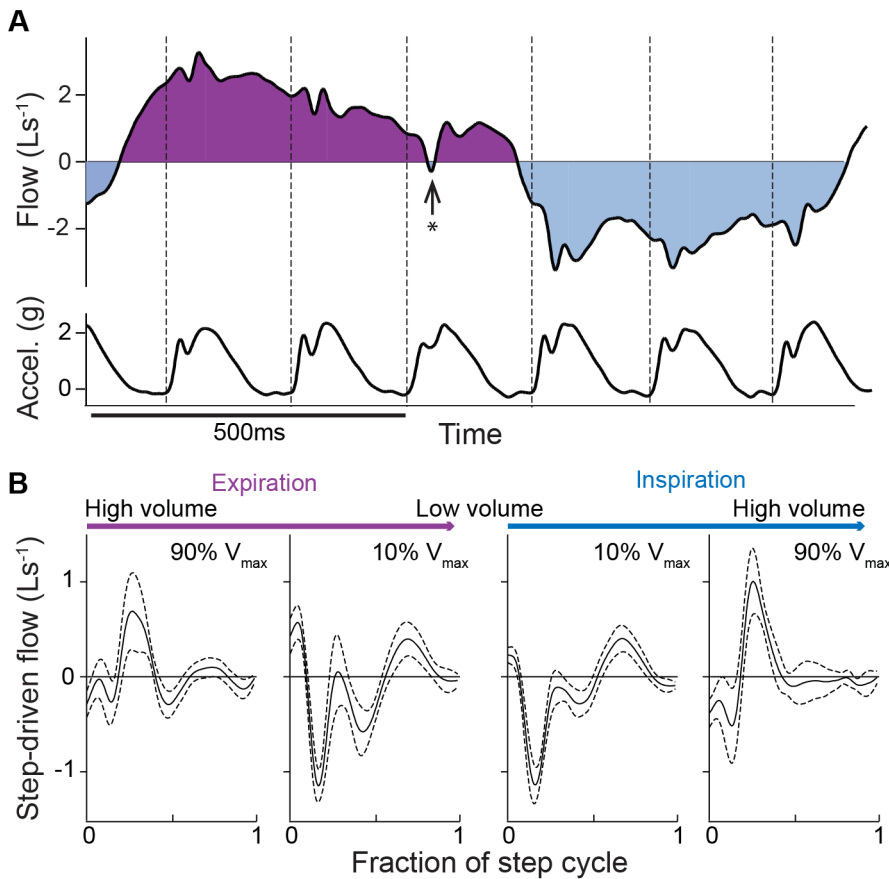 A
Flow (Ls⁻¹)
2
0
-2
*
Accel. (g)
2
0
500ms
Time
B
Expiration
Inspiration
High volume
Low volume
High volume
90% Vmax
10% Vmax
10% Vmax
90% Vmax
Step-driven flow (Ls⁻¹)
1
0
-1
0 1
0 1
0 1
0 1
Fraction of step cycle